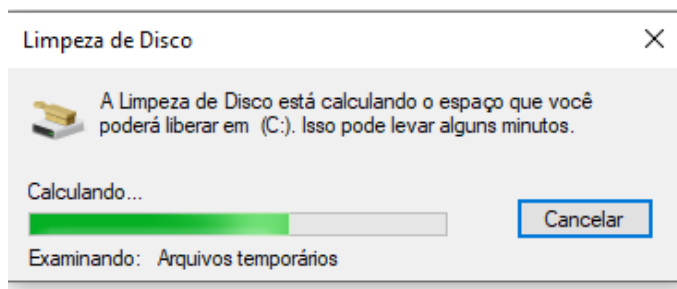 Limpeza de Disco
A Limpeza de Disco está calculando o espaço que você
poderá liberar em (C:). Isso pode levar alguns minutos.
Calculando...
Cancelar
Examinando: Arquivos temporários